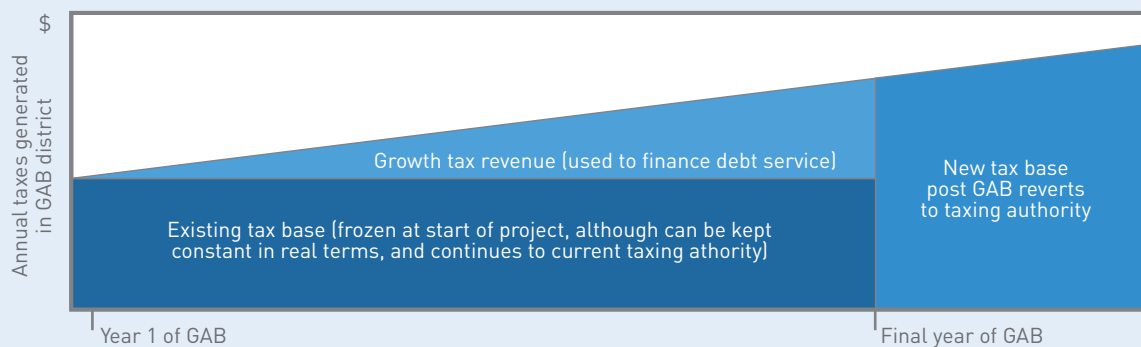 $
Annual taxes generated
in GAB district
Growth tax revenue (used to finance debt service)
Existing tax base (frozen at start of project, although can be kept
constant in real terms, and continues to current taxing athority)
New tax base
post GAB reverts
to taxing authority
Year 1 of GAB
Final year of GAB